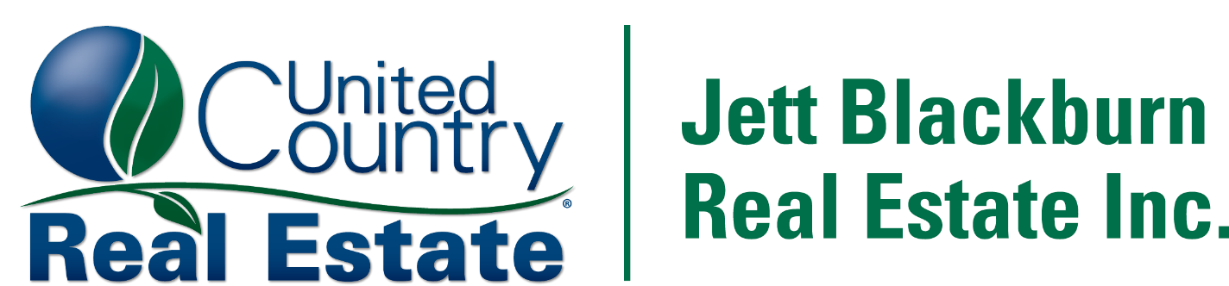 United
Country
Real Estate®
Jett Blackburn
Real Estate Inc.